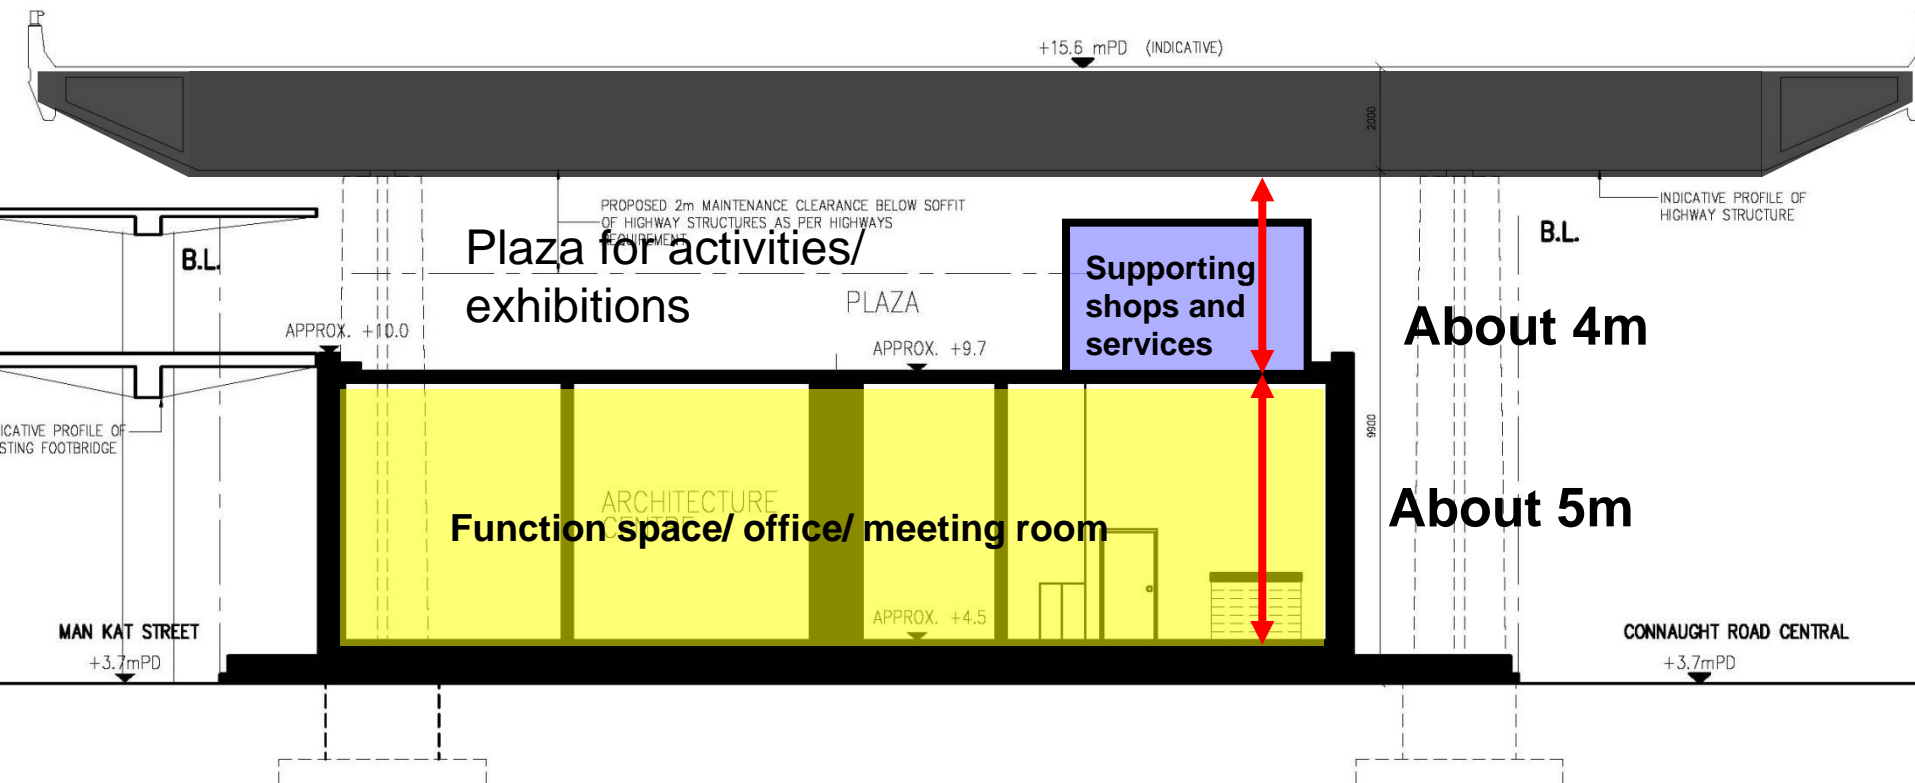 +15.6 mPD (INDICATIVE)
2000
PROPOSED 2m MAINTENANCE CLEARANCE BELOW SOFFIT
OF HIGHWAY STRUCTURES AS PER HIGHWAYS
REQUIREMENT
INDICATIVE PROFILE OF
HIGHWAY STRUCTURE
B.L.
B.L.
Plaza for activities/
exhibitions
PLAZA
Supporting
shops and
services
About 4m
APPROX. +10.0
APPROX. +9.7
ICATIVE PROFILE OF
STING FOOTBRIDGE
9900
ARCHITECTURE
CENTRE
Function space/ office/ meeting room
About 5m
APPROX. +4.5
MAN KAT STREET
+3.7mPD
CONNAUGHT ROAD CENTRAL
+3.7mPD